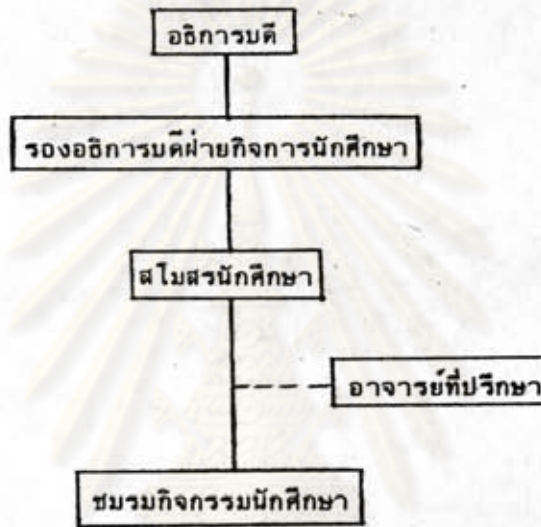 อธิการบดี
รองอธิการบดีฝ่ายกิจการนักศึกษา
สโมสรนักศึกษา
อาจารย์ที่ปรึกษา
ชมรมกิจกรรมนักศึกษา